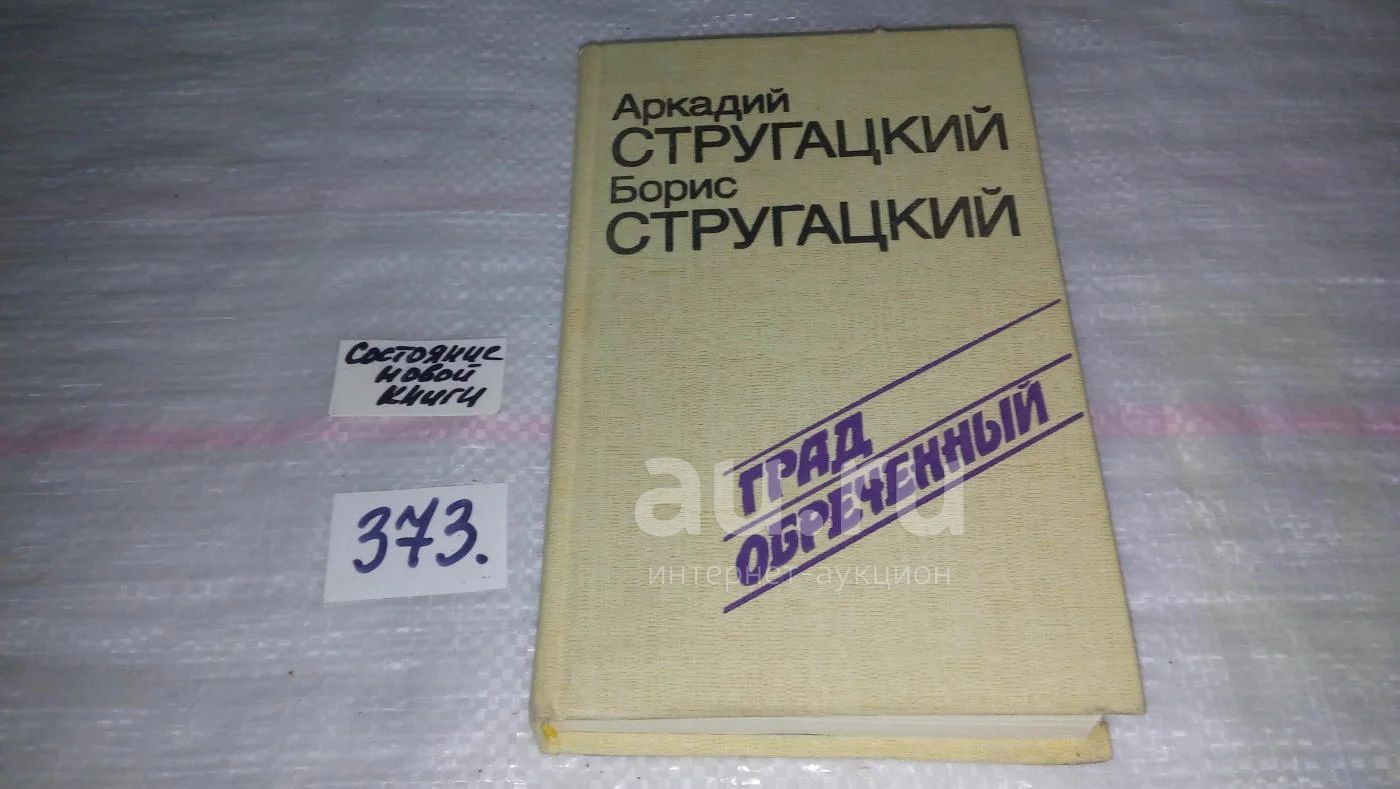 Аркадий
СТРУГАЦКИЙ
Борис
СТРУГАЦКИЙ
ГРАД
ОБРЕЧЕННЫЙ
Состояние
новой
книги
373.
au.ru
интернет-аукцион